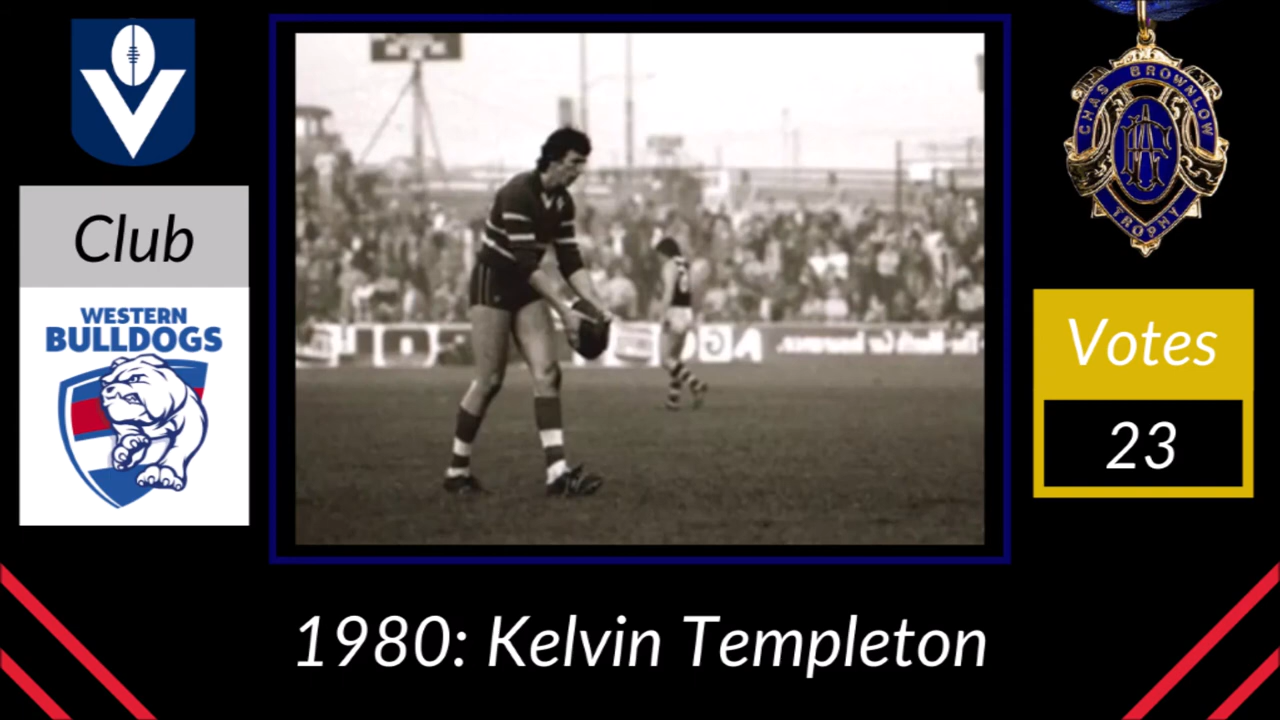 Club
WESTERN
BULLDOGS
CHAS BROWNLOW
TROPHY
Votes
23
1980: Kelvin Templeton